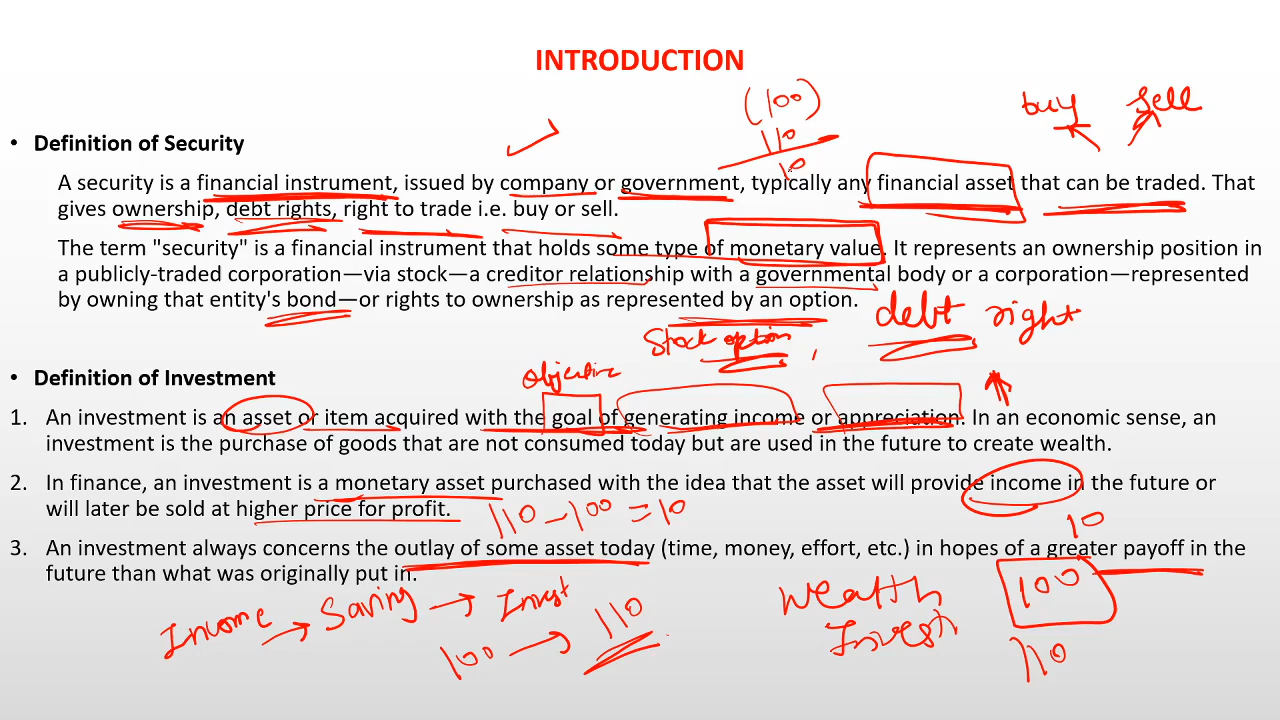 INTRODUCTION
(100)
110
10
buy sell
• Definition of Security
A security is a financial instrument, issued by company or government, typically any financial asset that can be traded. That
gives ownership, debt rights, right to trade i.e. buy or sell.
The term "security" is a financial instrument that holds some type of monetary value. It represents an ownership position in
a publicly-traded corporation—via stock—a creditor relationship with a governmental body or a corporation—represented
by owning that entity's bond—or rights to ownership as represented by an option.
debt right
Stock option
Objective
• Definition of Investment
1. An investment is an asset or item acquired with the goal of generating income or appreciation. In an economic sense, an
investment is the purchase of goods that are not consumed today but are used in the future to create wealth.
2. In finance, an investment is a monetary asset purchased with the idea that the asset will provide income in the future or
will later be sold at higher price for profit.
110 - 100 = 10
10
3. An investment always concerns the outlay of some asset today (time, money, effort, etc.) in hopes of a greater payoff in the
future than what was originally put in.
Income → Saving → Invest
100 → 110
Wealth
Invest
100
110